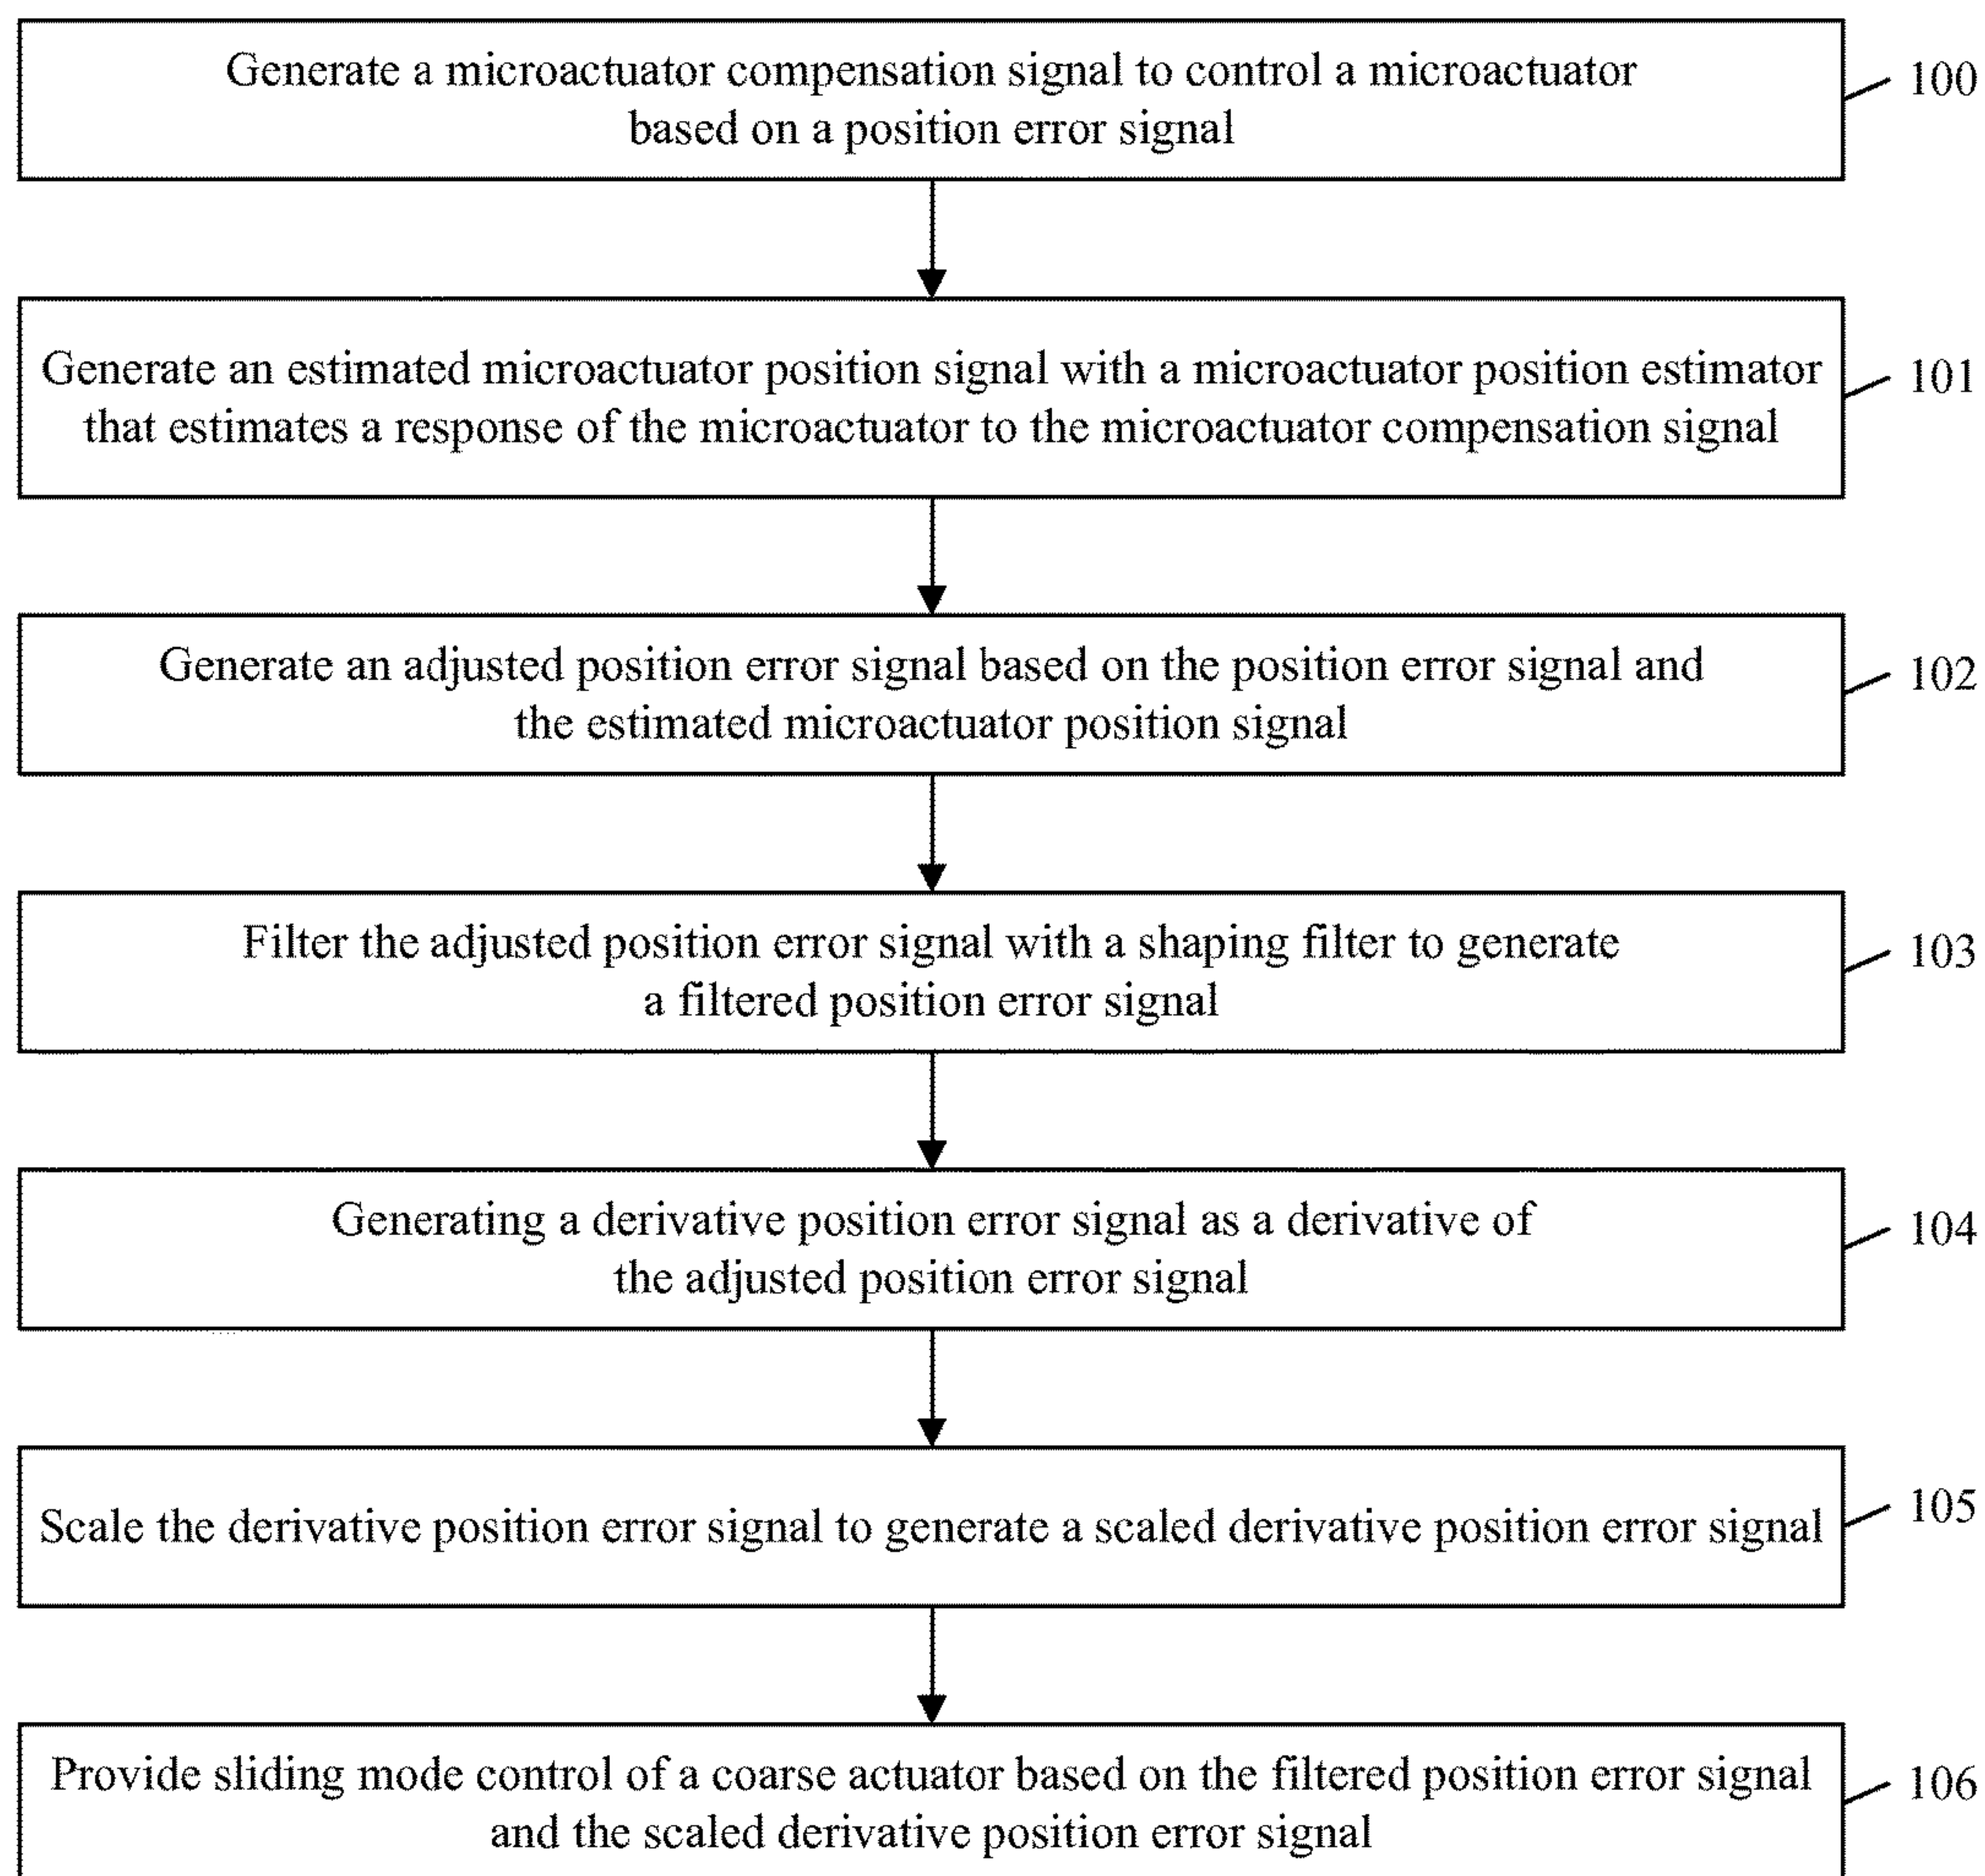 Generate a microactuator compensation signal to control a microactuator
based on a position error signal
100
Generate an estimated microactuator position signal with a microactuator position estimator
that estimates a response of the microactuator to the microactuator compensation signal
101
Generate an adjusted position error signal based on the position error signal and
the estimated microactuator position signal
102
Filter the adjusted position error signal with a shaping filter to generate
a filtered position error signal
103
Generating a derivative position error signal as a derivative of
the adjusted position error signal
104
Scale the derivative position error signal to generate a scaled derivative position error signal
105
Provide sliding mode control of a coarse actuator based on the filtered position error signal
and the scaled derivative position error signal
106